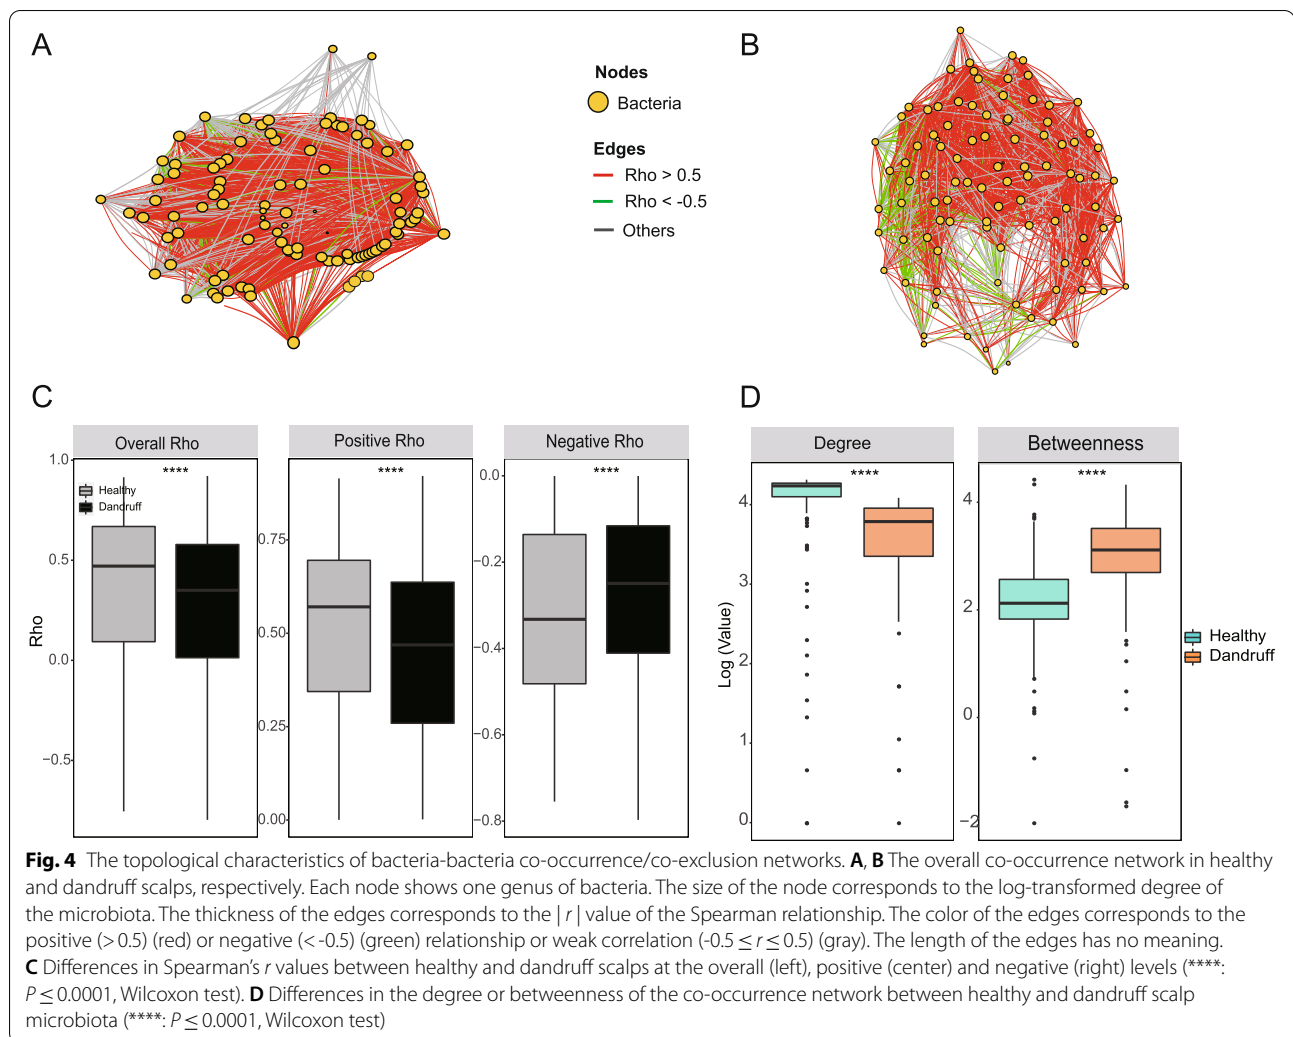 A
B
Nodes
Bacteria
Edges
Rho > 0.5
Rho < -0.5
Others
C
D
Overall Rho
Positive Rho
Negative Rho
Degree
Betweenness
****
****
****
****
****
Healthy
Dandruff
Rho
1.0
0.5
0.0
−0.5
0.75
0.50
0.25
0.00
0.0
−0.2
−0.4
−0.6
−0.8
Log (Value)
4
3
2
1
0
4
2
0
−2
Healthy
Dandruff
Fig. 4 The topological characteristics of bacteria-bacteria co-occurrence/co-exclusion networks. A, B The overall co-occurrence network in healthy
and dandruff scalps, respectively. Each node shows one genus of bacteria. The size of the node corresponds to the log-transformed degree of
the microbiota. The thickness of the edges corresponds to the | r | value of the Spearman relationship. The color of the edges corresponds to the
positive (> 0.5) (red) or negative (< -0.5) (green) relationship or weak correlation (-0.5 ≤ r ≤ 0.5) (gray). The length of the edges has no meaning.
C Differences in Spearman's r values between healthy and dandruff scalps at the overall (left), positive (center) and negative (right) levels (****:
P ≤ 0.0001, Wilcoxon test). D Differences in the degree or betweenness of the co-occurrence network between healthy and dandruff scalp
microbiota (****: P ≤ 0.0001, Wilcoxon test)